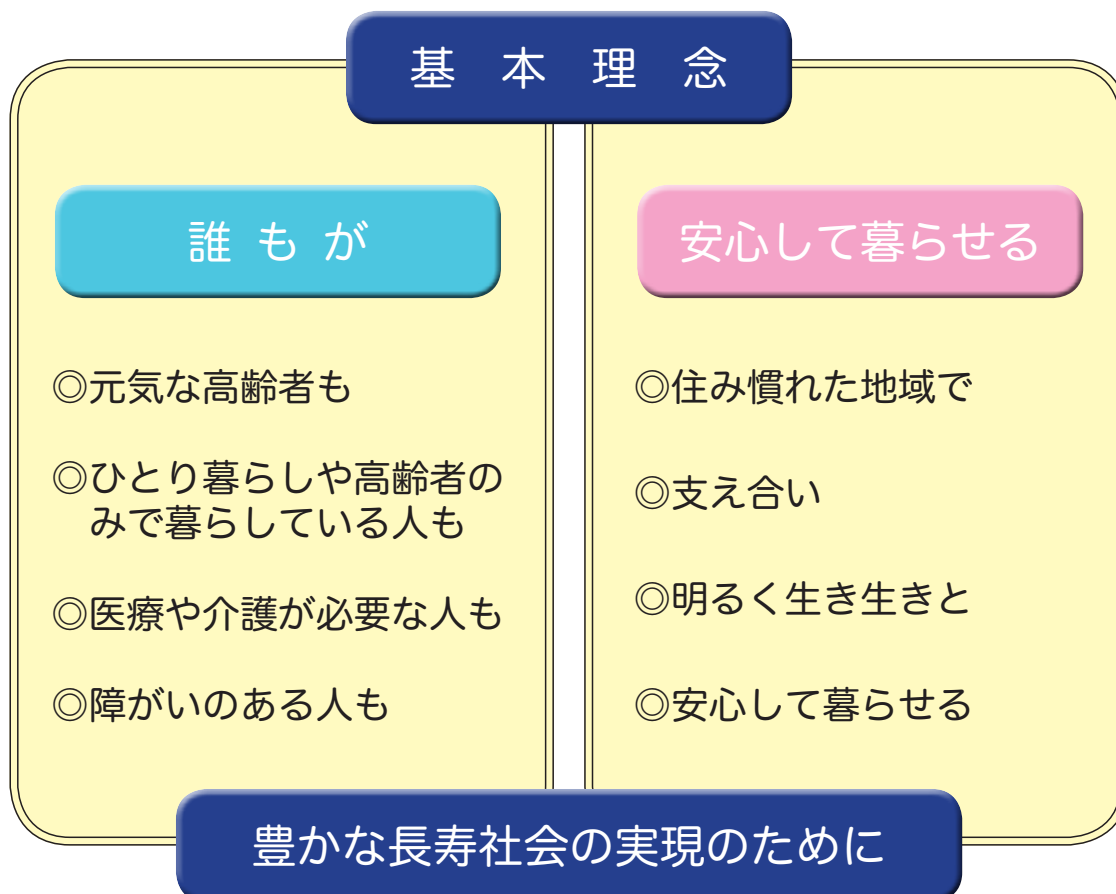 基本理念
誰もが
◎元気な高齢者も
◎ひとり暮らしや高齢者の
みで暮らしている人も
◎医療や介護が必要な人も
◎障がいのある人も
安心して暮らせる
◎住み慣れた地域で
◎支え合い
◎明るく生き生きと
◎安心して暮らせる
豊かな長寿社会の実現のために